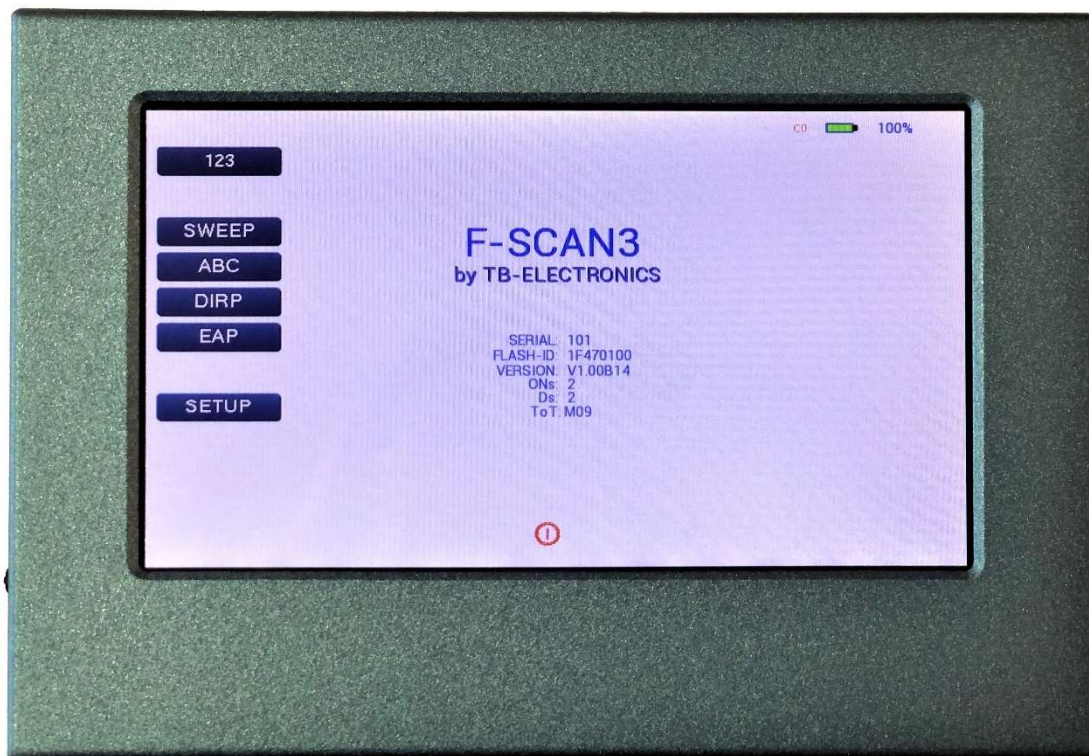 C0 100%
123
SWEEP
ABC
DIRP
EAP
SETUP
F-SCAN3
by TB-ELECTRONICS
SERIAL: 101
FLASH-ID: 1F470100
VERSION: V1.00B14
ONs: 2
Ds: 2
ToT: M09